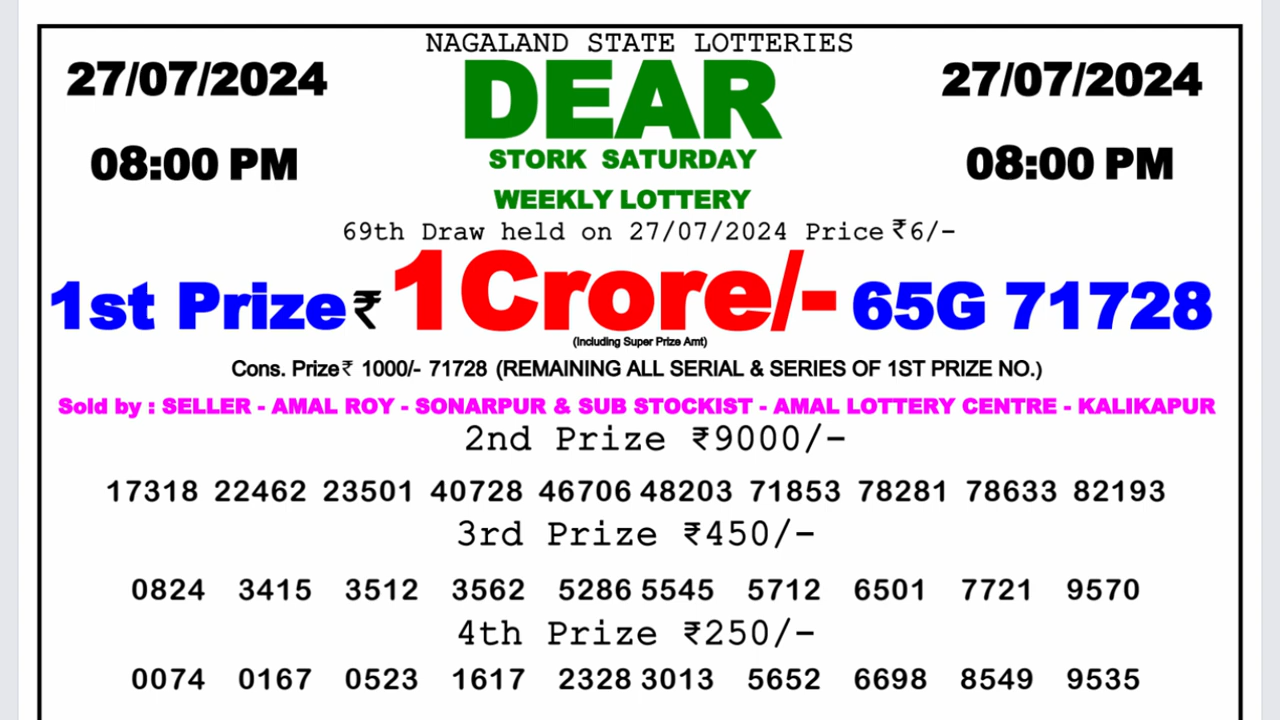 NAGALAND STATE LOTTERIES
27/07/2024 DEAR 27/07/2024
08:00 PM STORK SATURDAY 08:00 PM
WEEKLY LOTTERY
69th Draw held on 27/07/2024 Price ₹6/-
1st Prize ₹ 1Crore/- 65G 71728
(Including Super Prize Amt)
Cons. Prize ₹ 1000/- 71728 (REMAINING ALL SERIAL & SERIES OF 1ST PRIZE NO.)
Sold by : SELLER - AMAL ROY - SONARPUR & SUB STOCKIST - AMAL LOTTERY CENTRE - KALIKAPUR
2nd Prize ₹9000/-
17318 22462 23501 40728 46706 48203 71853 78281 78633 82193
3rd Prize ₹450/-
0824 3415 3512 3562 5286 5545 5712 6501 7721 9570
4th Prize ₹250/-
0074 0167 0523 1617 2328 3013 5652 6698 8549 9535